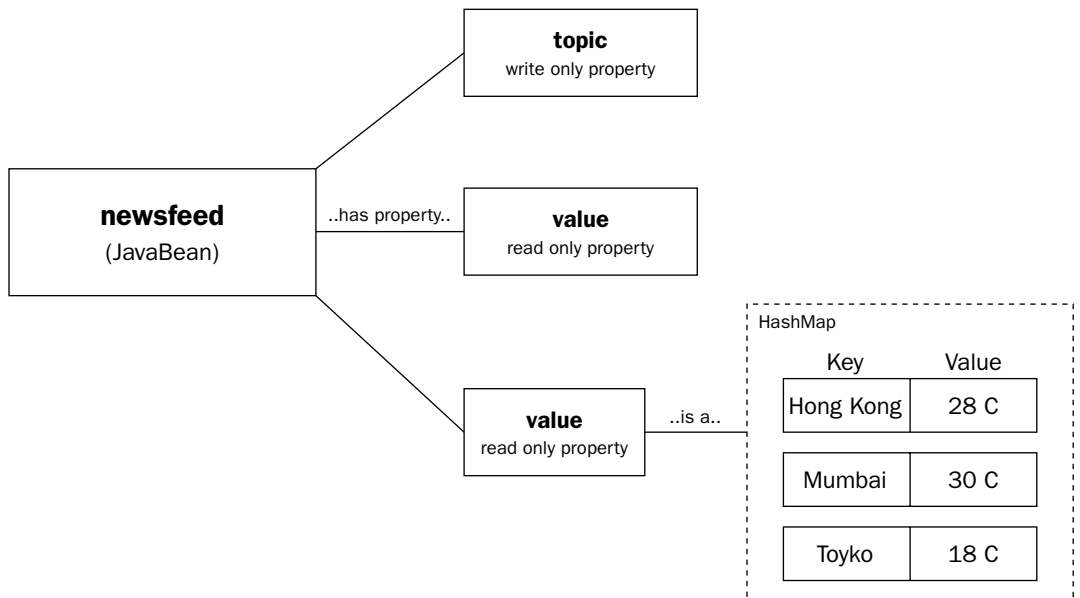 topic
write only property
newsfeed
(JavaBean)
..has property..
value
read only property
HashMap
Key Value
Hong Kong 28 C
value
read only property
..is a..
Mumbai 30 C
Toyko 18 C